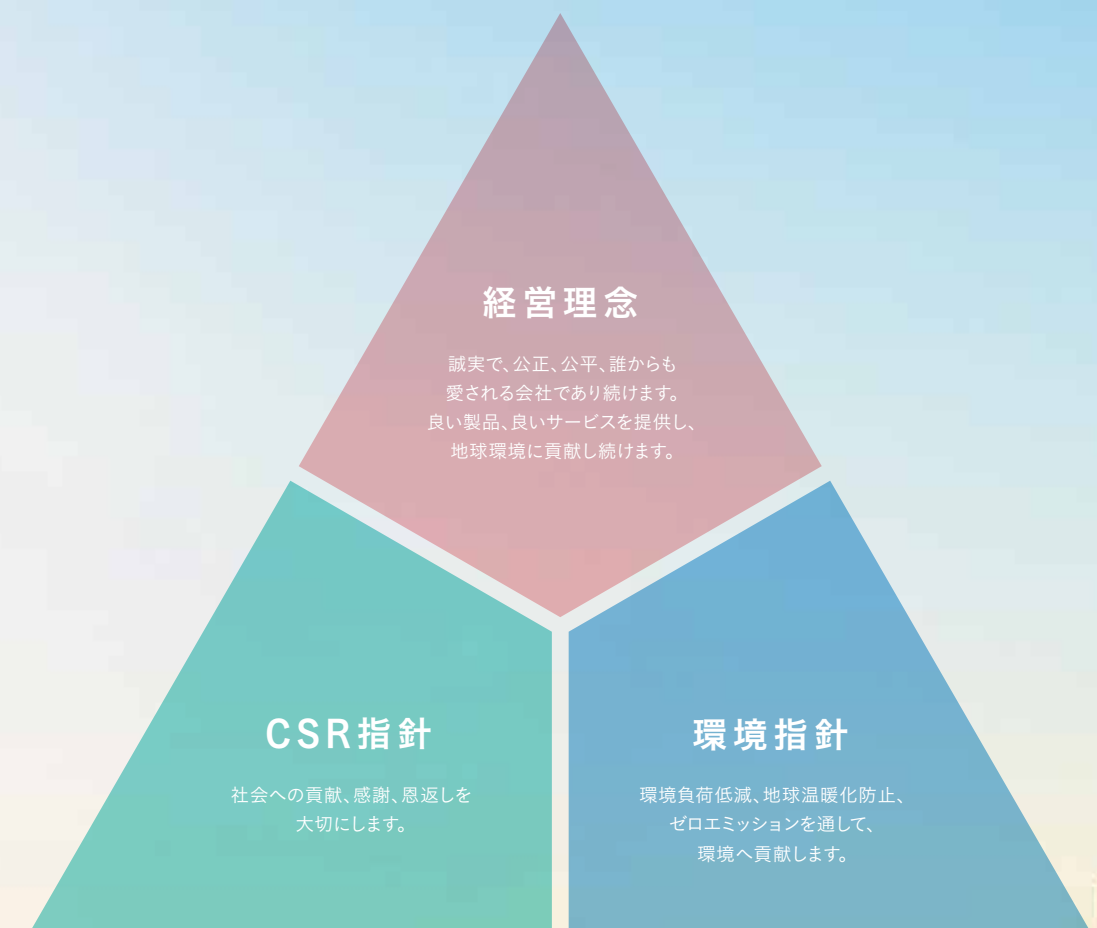 経営理念
誠実で、公正、公平、誰からも
愛される会社であり続けます。
良い製品、良いサービスを提供し、
地球環境に貢献し続けます。
CSR指針
社会への貢献、感謝、恩返しを
大切にします。
環境指針
環境負荷低減、地球温暖化防止、
ゼロエミッションを通して、
環境へ貢献します。